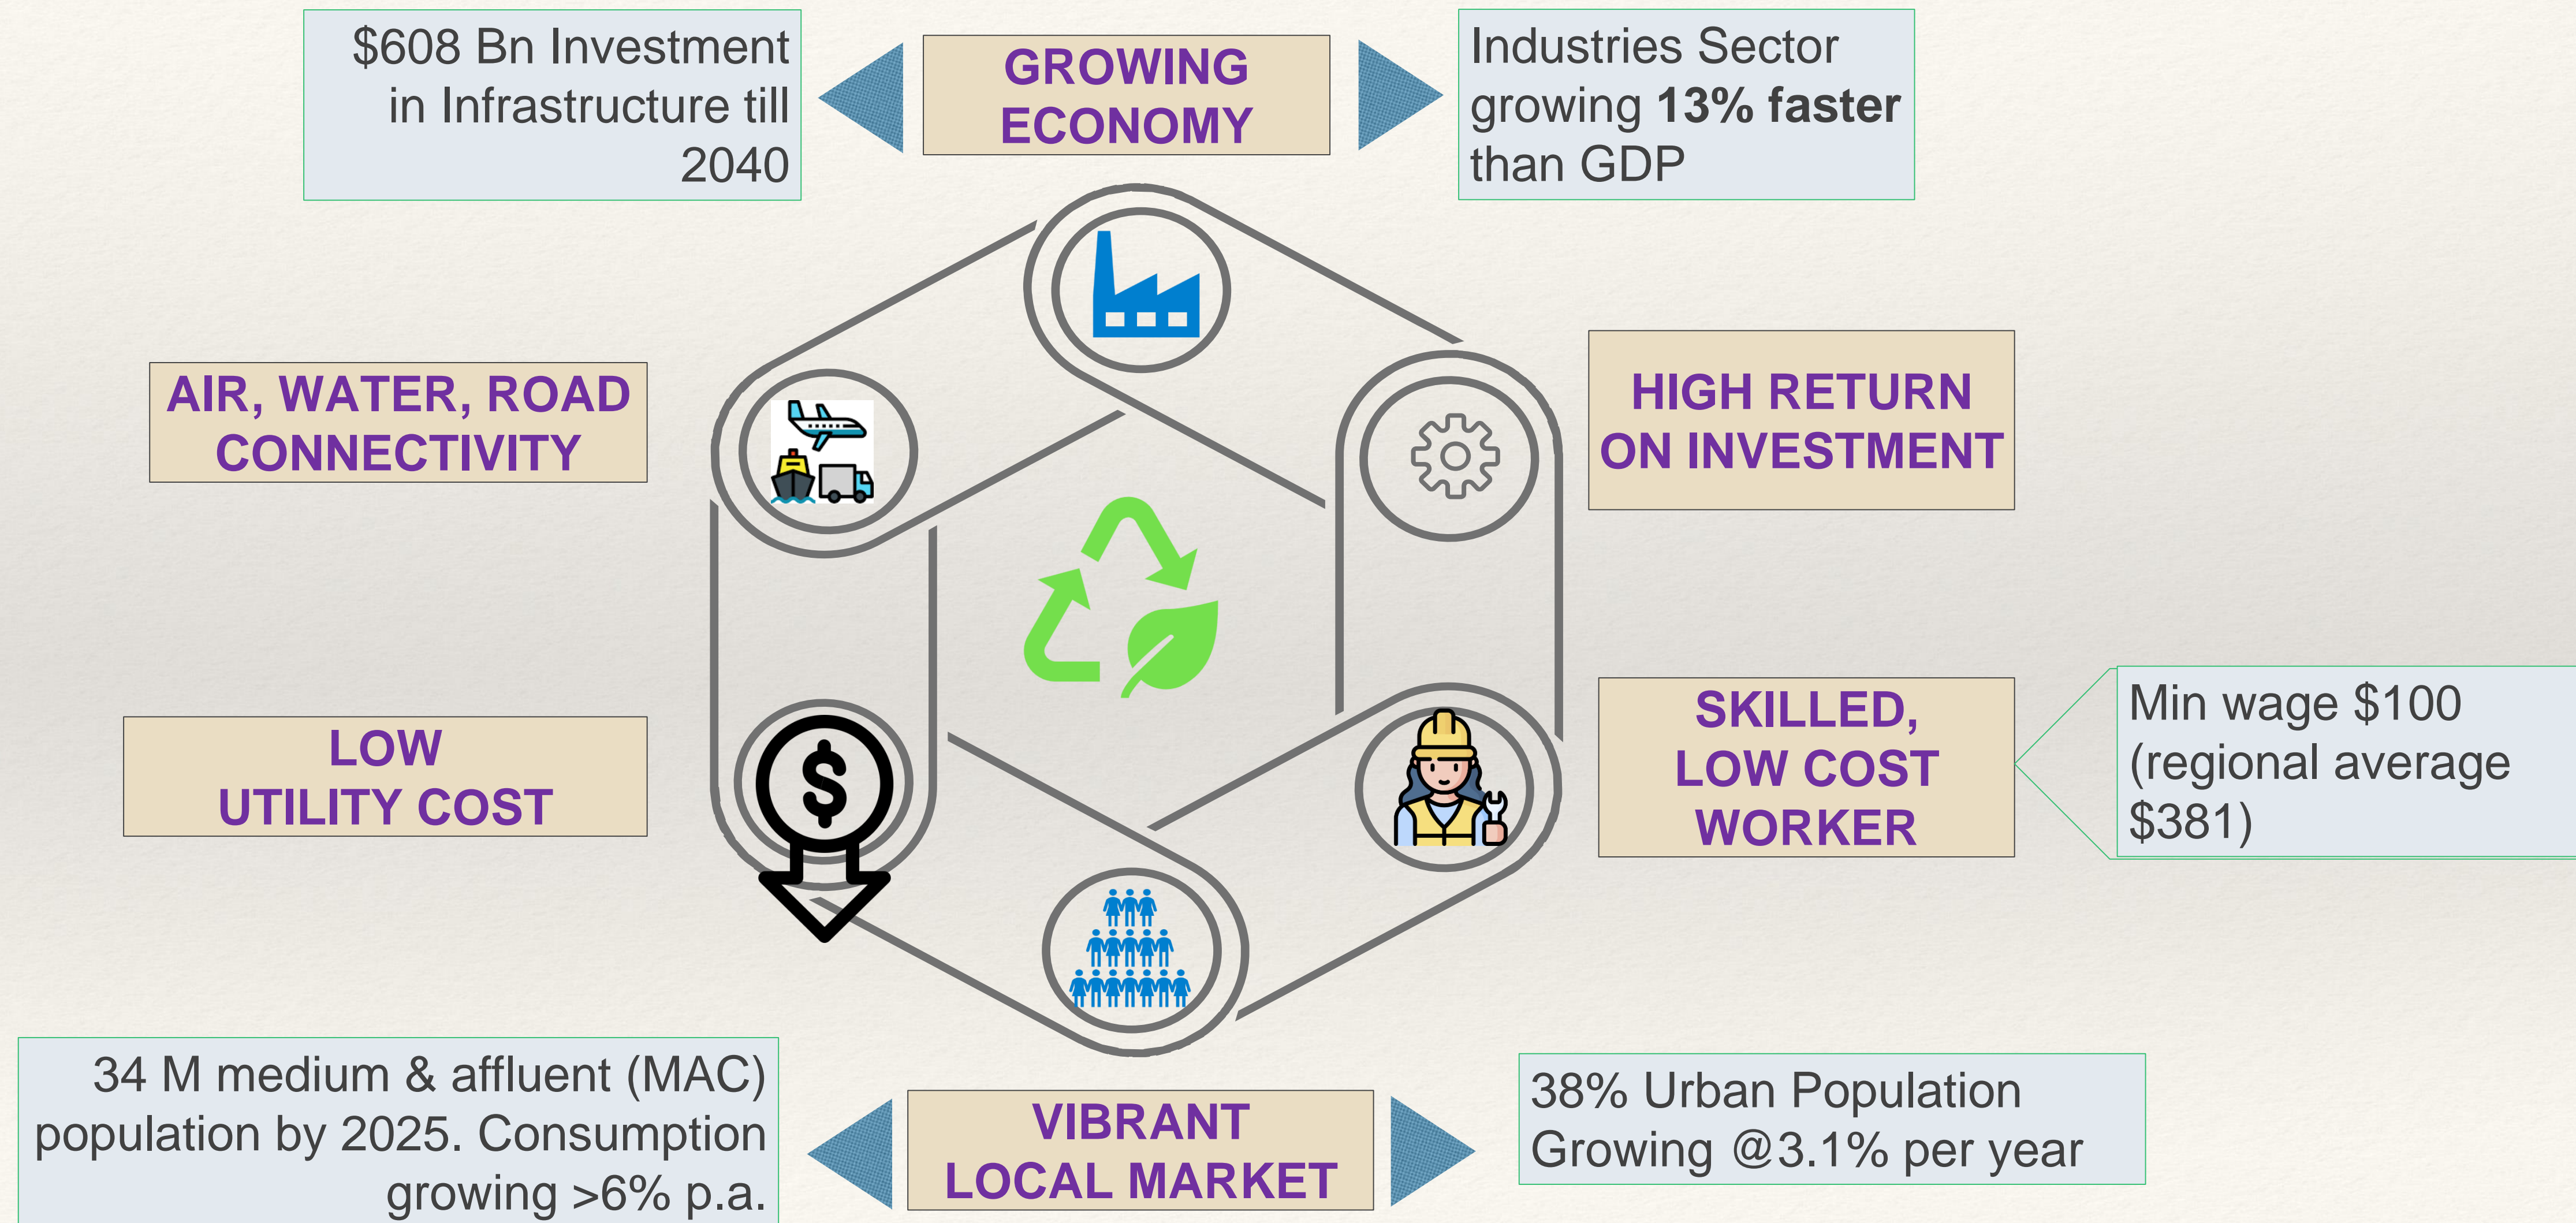 $608 Bn Investment
in Infrastructure till
2040
GROWING
ECONOMY
Industries Sector
growing 13% faster
than GDP
AIR, WATER, ROAD
CONNECTIVITY
HIGH RETURN
ON INVESTMENT
LOW
UTILITY COST
$
SKILLED,
LOW COST
WORKER
Min wage $100
(regional average
$381)
34 M medium & affluent (MAC)
population by 2025. Consumption
growing >6% p.a.
VIBRANT
LOCAL MARKET
38% Urban Population
Growing @3.1% per year